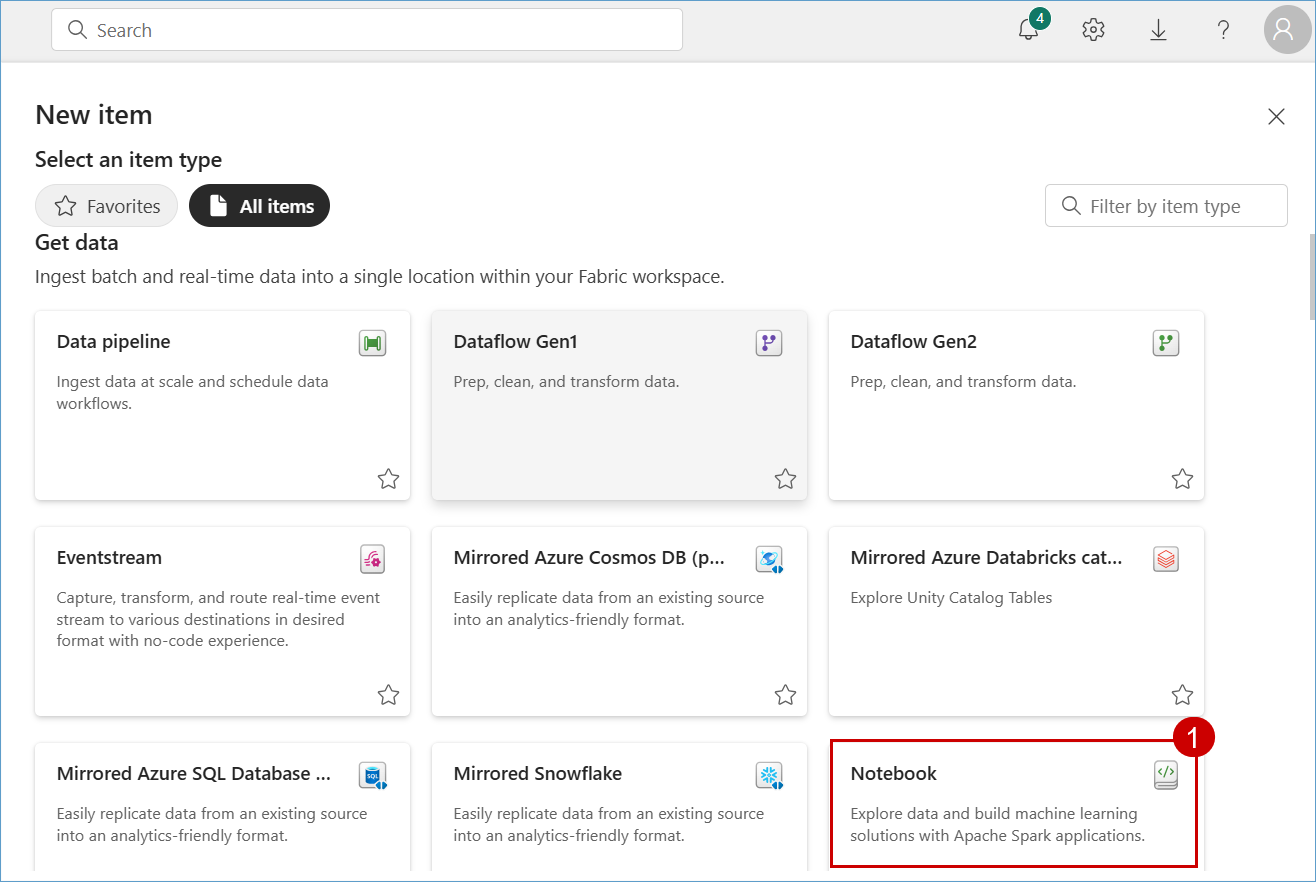 Search
4
New item
Select an item type
Favorites
All items
Filter by item type
Get data
Ingest batch and real-time data into a single location within your Fabric workspace.
Data pipeline
Ingest data at scale and schedule data
workflows.
Dataflow Gen1
Prep, clean, and transform data.
Dataflow Gen2
Prep, clean, and transform data.
Eventstream
Capture, transform, and route real-time event
stream to various destinations in desired
format with no-code experience.
Mirrored Azure Cosmos DB (p...
Easily replicate data from an existing source
into an analytics-friendly format.
Mirrored Azure Databricks cat...
Explore Unity Catalog Tables
Mirrored Azure SQL Database ...
SQL
Easily replicate data from an existing source
into an analytics-friendly format.
Mirrored Snowflake
Easily replicate data from an existing source
into an analytics-friendly format.
1
Notebook
Explore data and build machine learning
solutions with Apache Spark applications.